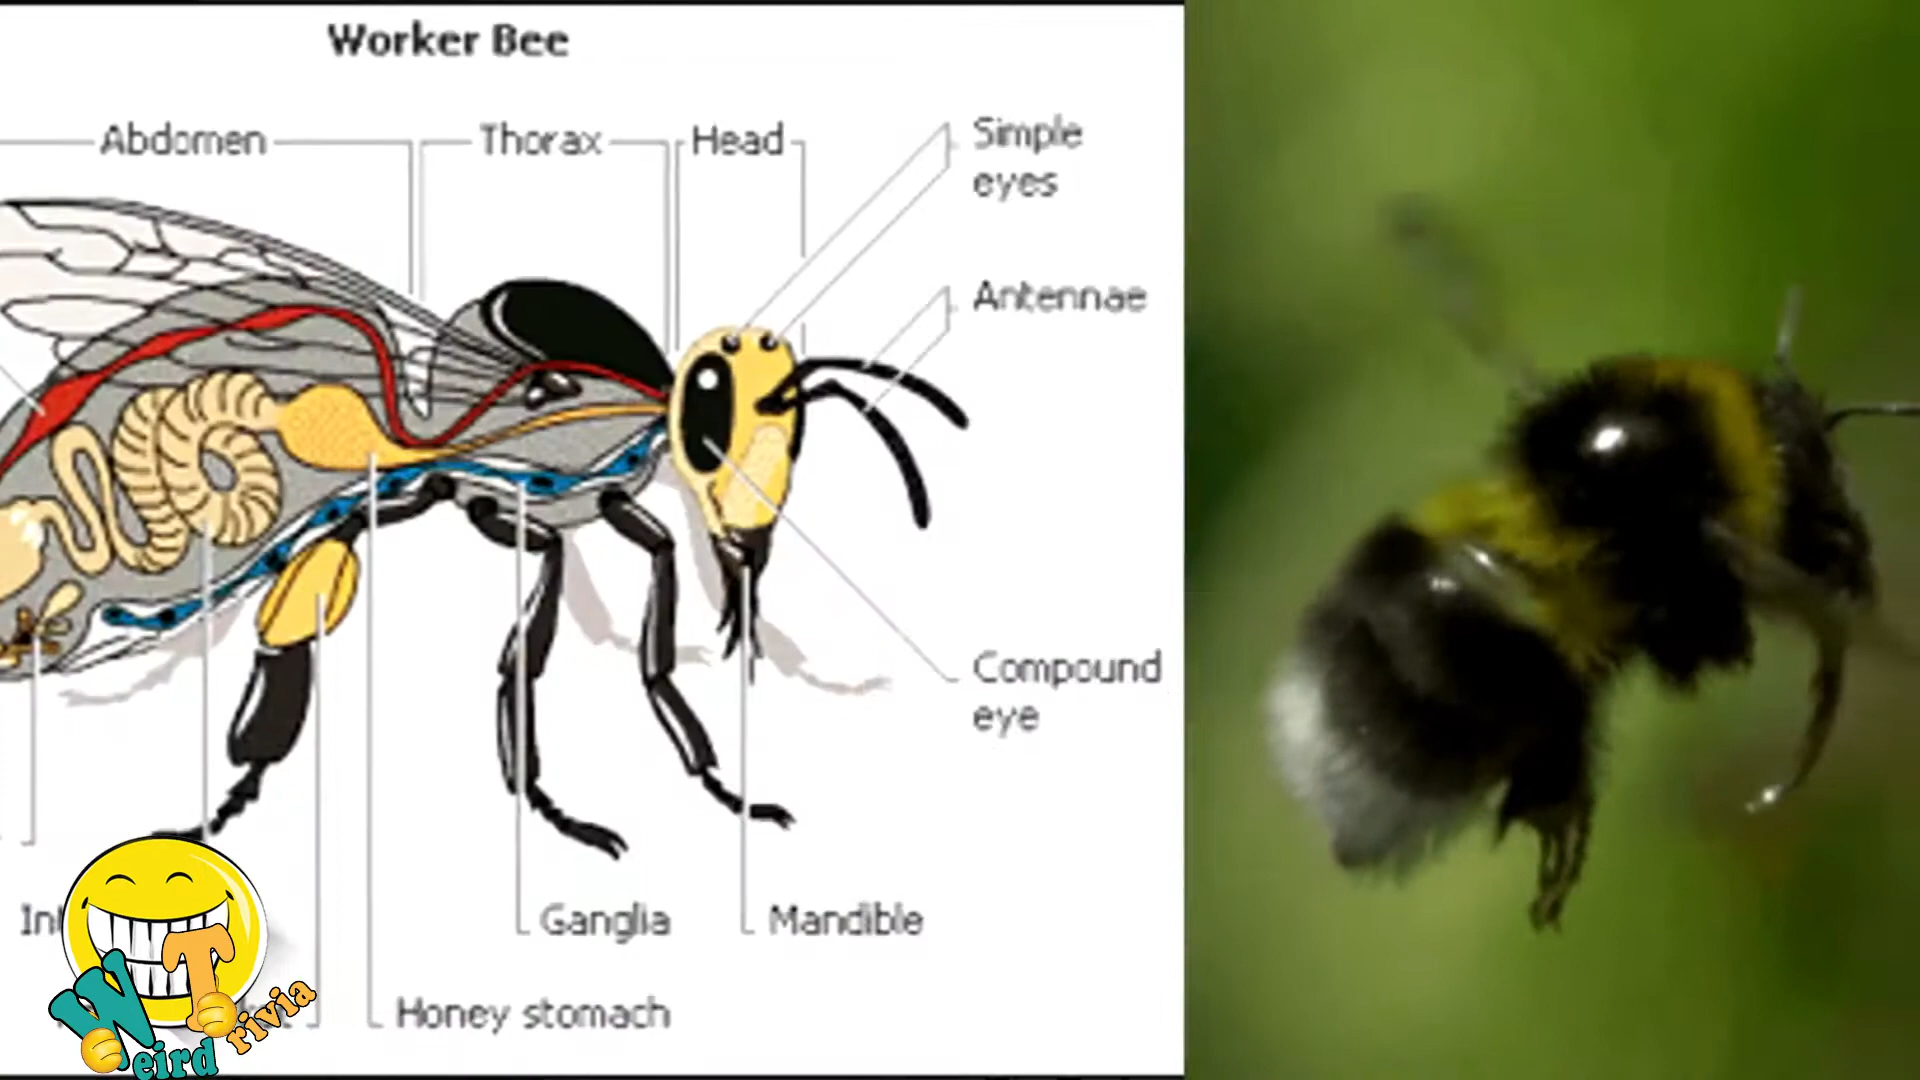 Worker Bee
Abdomen
Thorax
Head
Simple
eyes
Antennae
Compound
eye
Ganglia
Mandible
Honey stomach
Weird
Trivia